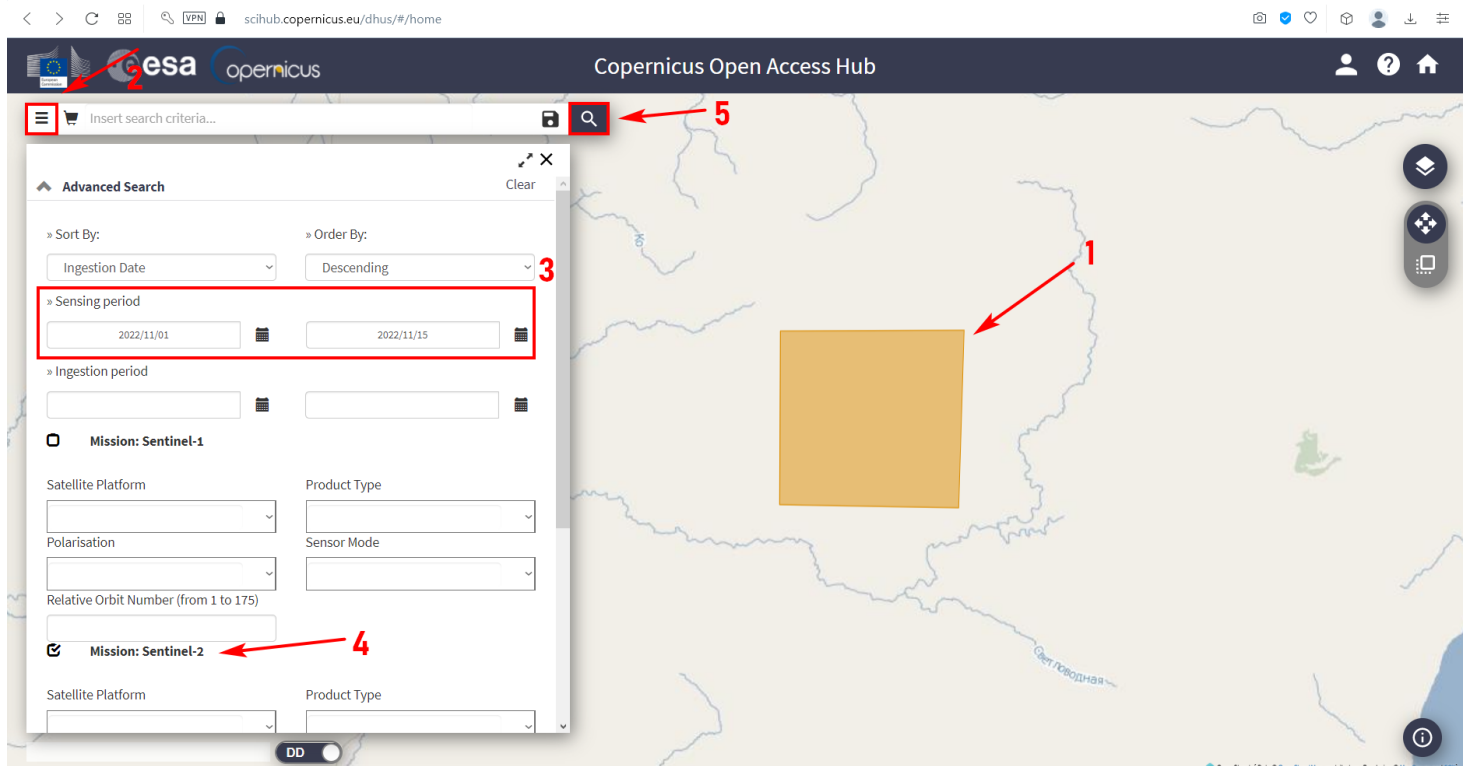 VPN scihub.copernicus.eu/dhus/#/home
esa opernicus Copernicus Open Access Hub
2
Insert search criteria... 5
Advanced Search Clear
» Sort By: » Order By:
Ingestion Date Descending
3
» Sensing period
2022/11/01 2022/11/15
» Ingestion period
Mission: Sentinel-1
Satellite Platform Product Type
Polarisation Sensor Mode
Relative Orbit Number (from 1 to 175)
Mission: Sentinel-2 4
Satellite Platform Product Type
DD
1
Ко
Светловодная